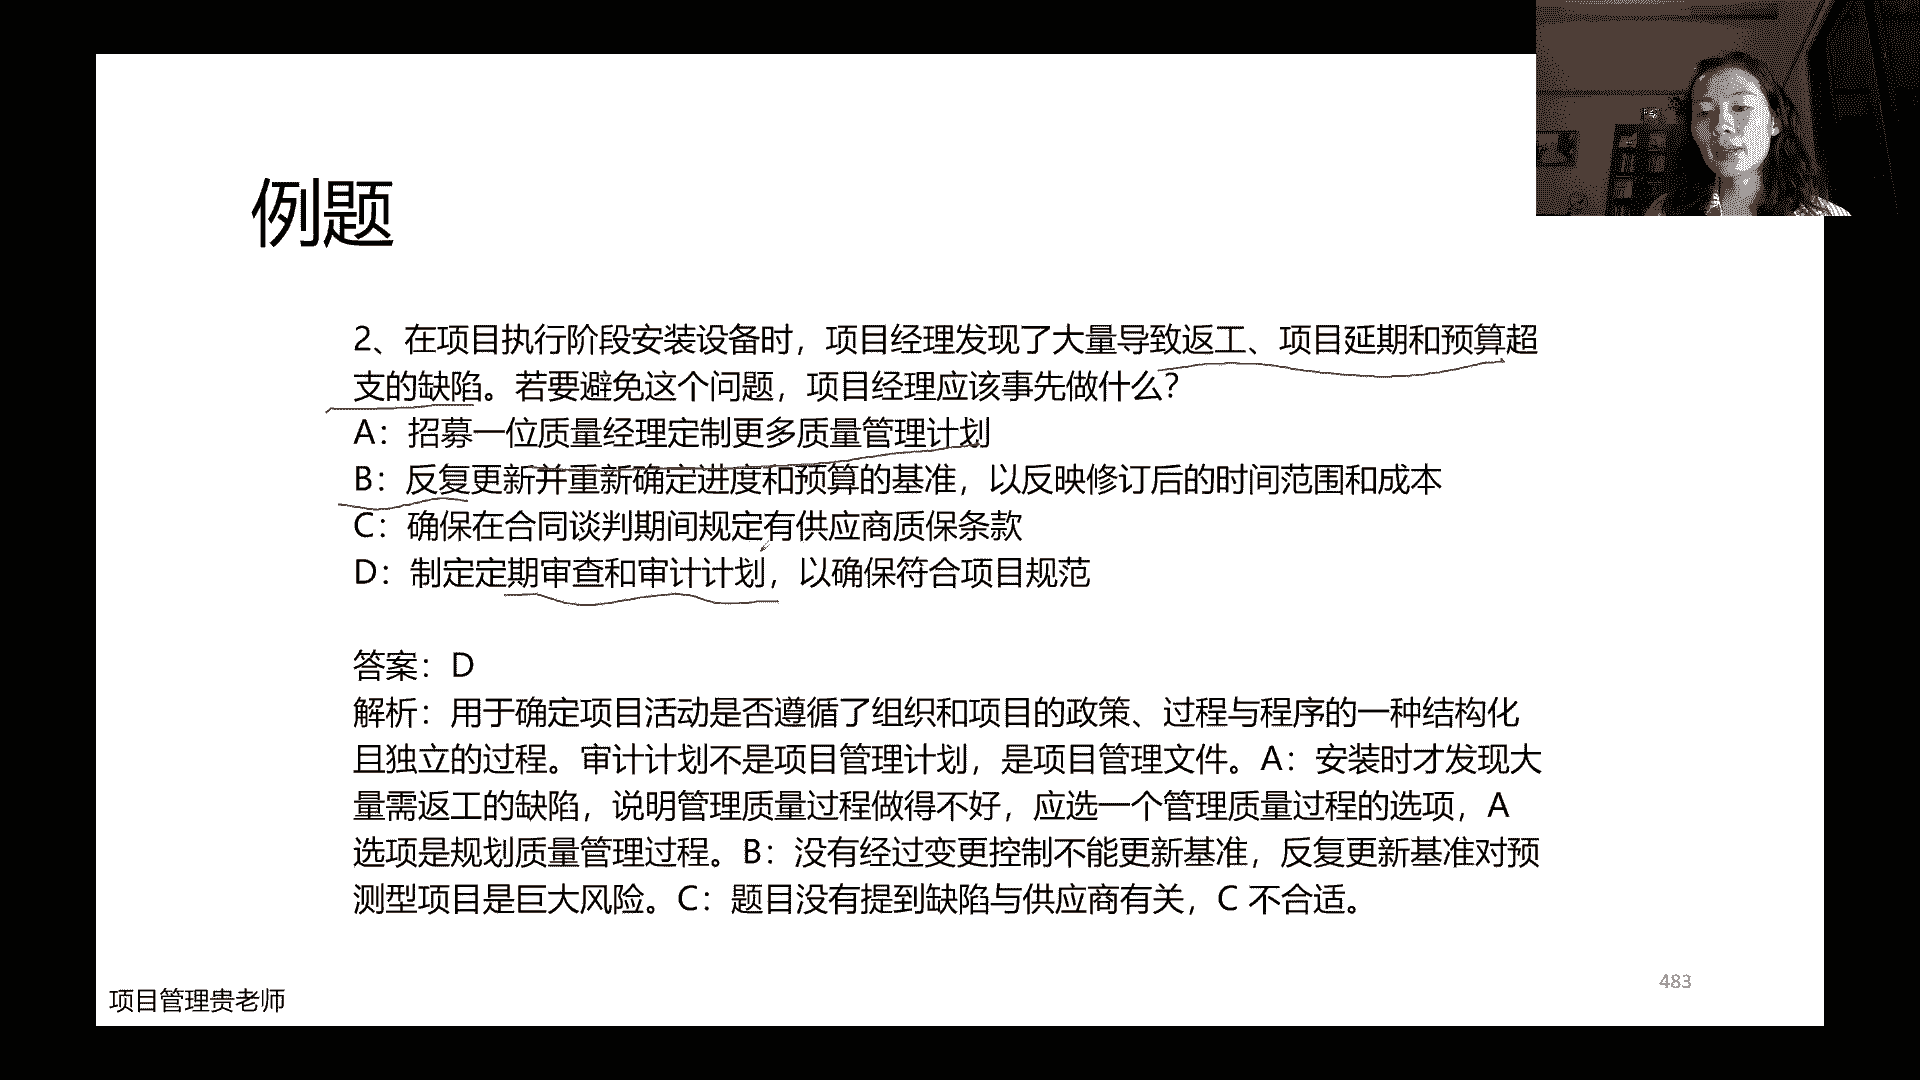 例题
2、在项目执行阶段安装设备时，项目经理发现了大量导致返工、项目延期和预算超
支的缺陷。若要避免这个问题，项目经理应该事先做什么？
A：招募一位质量经理定制更多质量管理计划
B：反复更新并重新确定进度和预算的基准，以反映修订后的时间范围和成本
C：确保在合同谈判期间规定有供应商质保条款
D：制定定期审查和审计计划，以确保符合项目规范
答案：D
解析：用于确定项目活动是否遵循了组织和项目的政策、过程与程序的一种结构化
且独立的过程。审计计划不是项目管理计划，是项目管理文件。A：安装时才发现大
量需返工的缺陷，说明管理质量过程做得不好，应选一个管理质量过程的选项，A
选项是规划质量管理过程。B：没有经过变更控制不能更新基准，反复更新基准对预
测型项目是巨大风险。C：题目没有提到缺陷与供应商有关，C 不合适。
483
项目管理贵老师